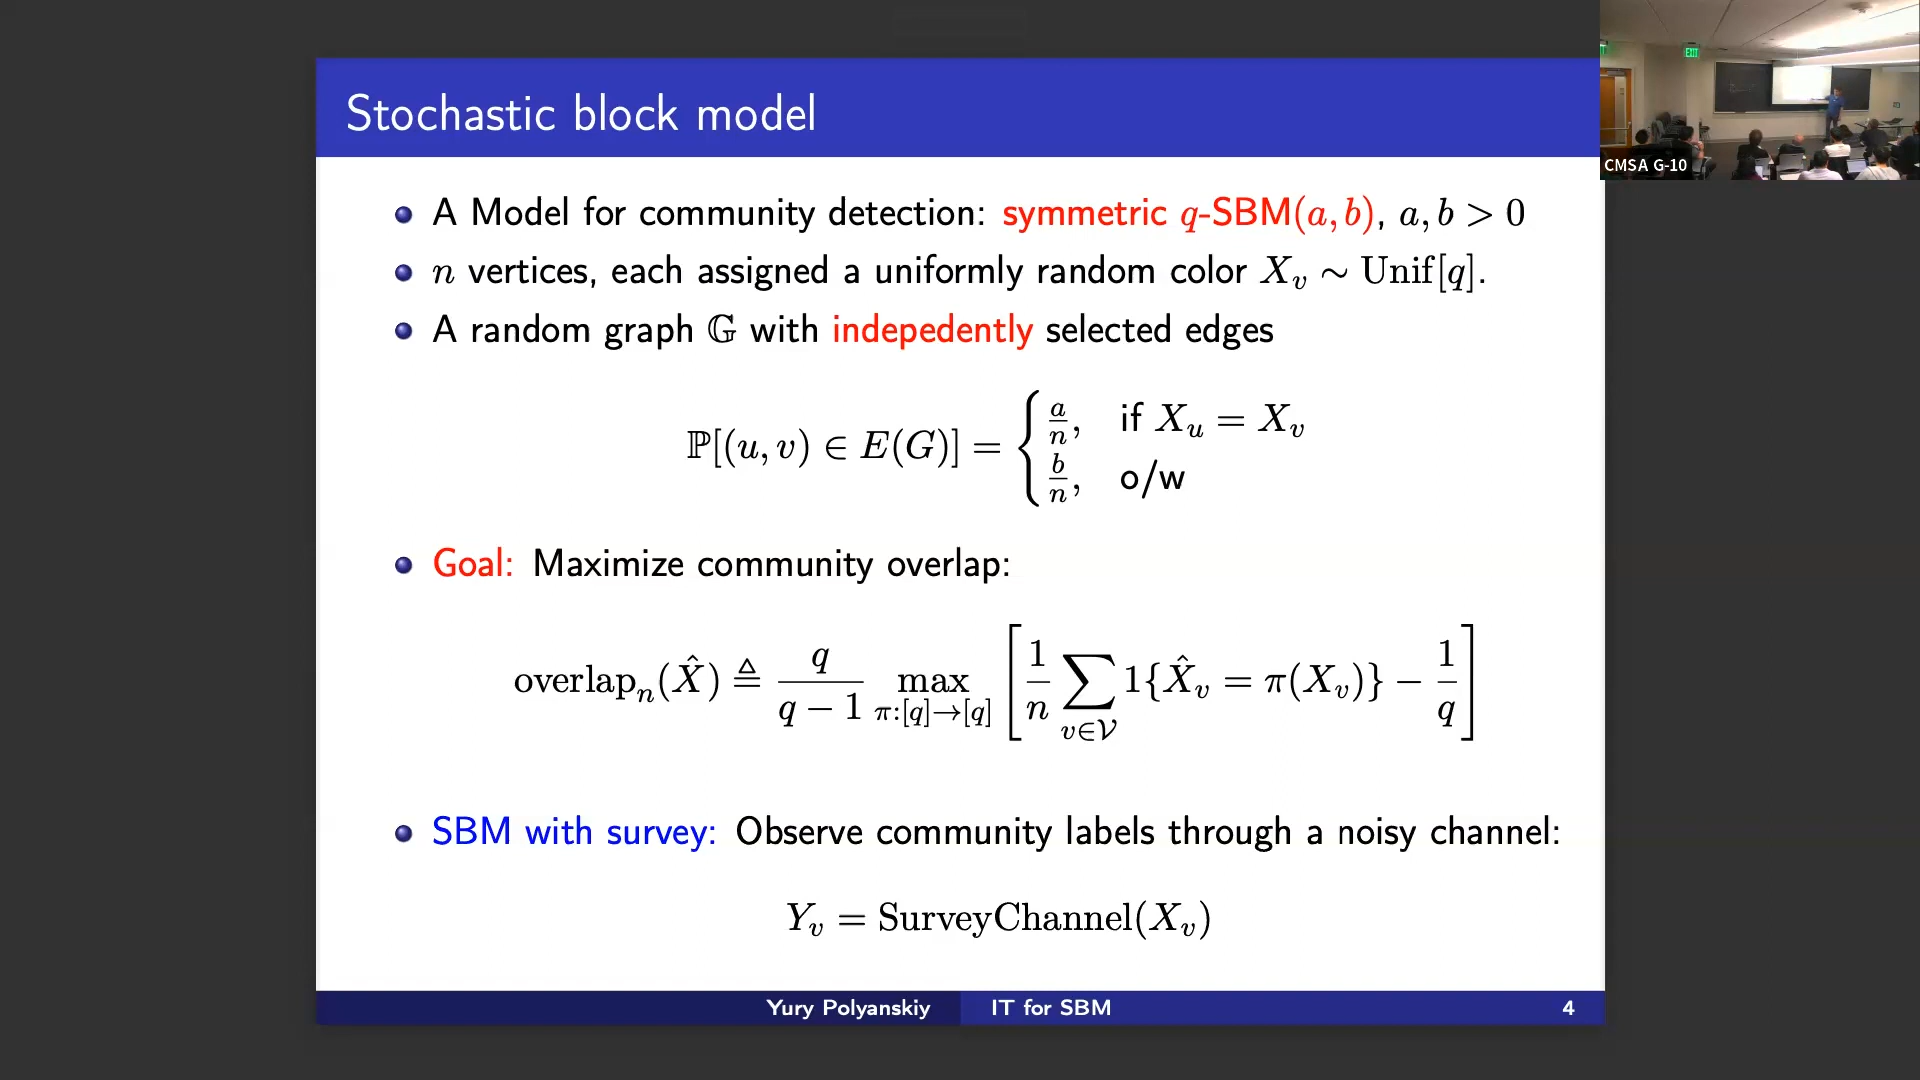 Stochastic block model
A Model for community detection: symmetric q-SBM(a, b), a, b > 0
n vertices, each assigned a uniformly random color X_v ∼ Unif[q].
A random graph 𝔾 with indepedently selected edges
ℙ[(u, v) ∈ E(G)] = { a/n, if X_u = X_v
b/n, o/w
Goal: Maximize community overlap:
overlap_n(X̂) ≜ q/(q − 1) max_{π:[q]→[q]} [ 1/n ∑_{v∈𝒱} 1{X̂_v = π(X_v)} − 1/q ]
SBM with survey: Observe community labels through a noisy channel:
Y_v = SurveyChannel(X_v)
Yury Polyanskiy IT for SBM 4
EXIT
CMSA G-10